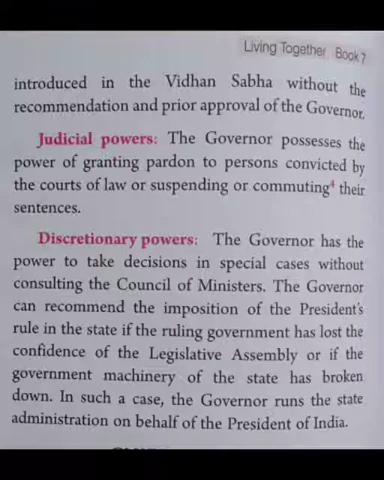 Living Together Book 7
introduced in the Vidhan Sabha without the
recommendation and prior approval of the Governor.
Judicial powers: The Governor possesses the
power of granting pardon to persons convicted by
the courts of law or suspending or commuting⁴ their
sentences.
Discretionary powers: The Governor has the
power to take decisions in special cases without
consulting the Council of Ministers. The Governor
can recommend the imposition of the President's
rule in the state if the ruling government has lost the
confidence of the Legislative Assembly or if the
government machinery of the state has broken
down. In such a case, the Governor runs the state
administration on behalf of the President of India.